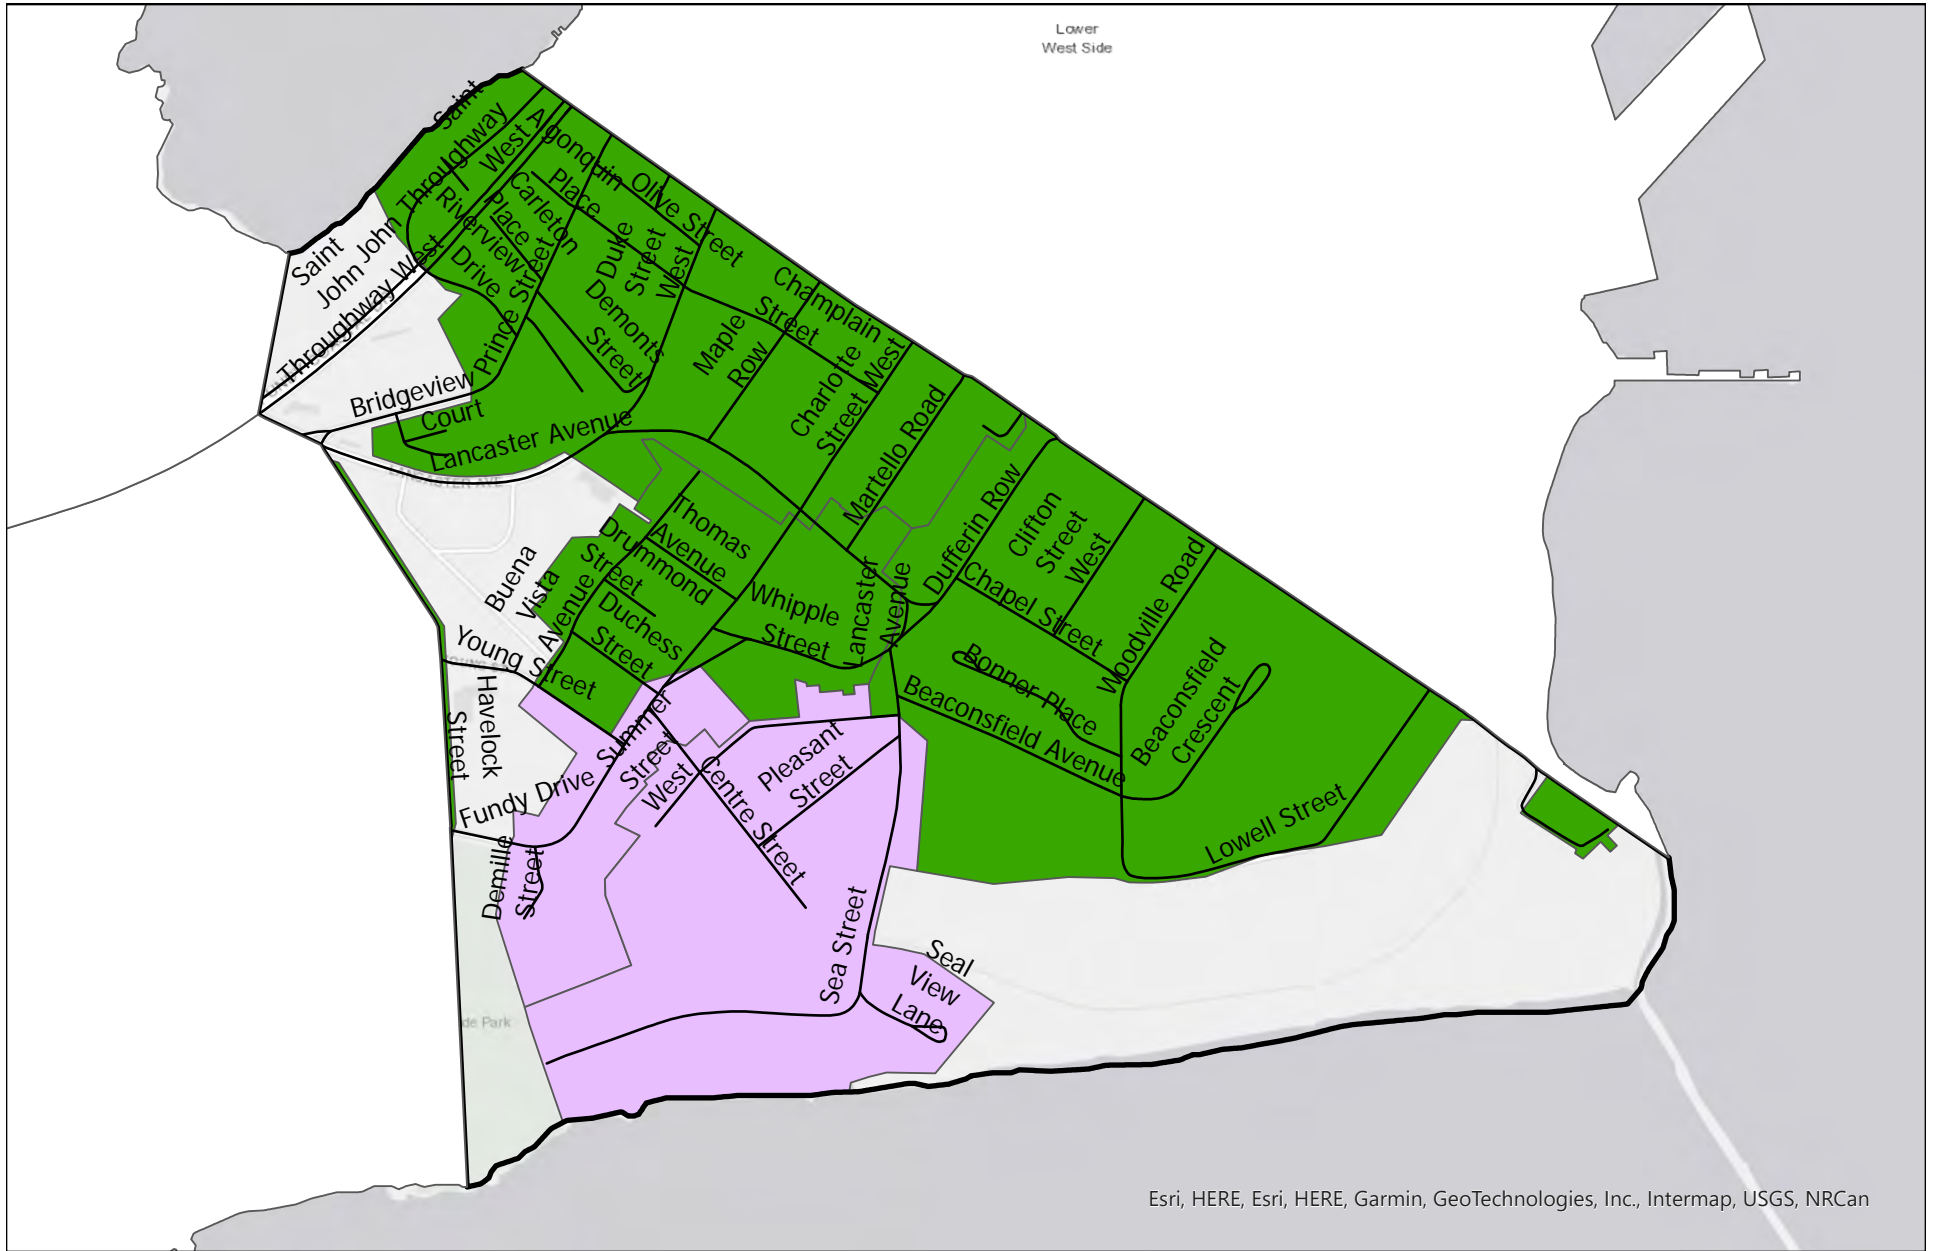 Lower
West Side
Saint
John
Throughway
West
Saint
John
Throughway West
Algonquin
Place
Olive Street
Carleton
Place
Riverview
Drive
Prince Street
Duke
Street
West
Demonts
Street
Champlain
Street
Maple
Row
Charlotte
Street West
Bridgeview
Court
Lancaster Avenue
LANCASTER AVE
Martello Road
Dufferin Row
Clifton
Street
West
Chapel Street
Woodville Road
Thomas
Avenue
Drummond
Street
Duchess
Street
Whipple
Street
Lancaster
Avenue
Buena
Vista
Avenue
Young Street
Havelock
Street
Fundy Drive
Summer
Street
West
Centre Street
Pleasant
Street
Bonner Place
Beaconsfield Avenue
Beaconsfield
Crescent
Lowell Street
Demille
Street
Sea Street
Seal
View
Lane
de Park
Esri, HERE, Esri, HERE, Garmin, GeoTechnologies, Inc., Intermap, USGS, NRCan